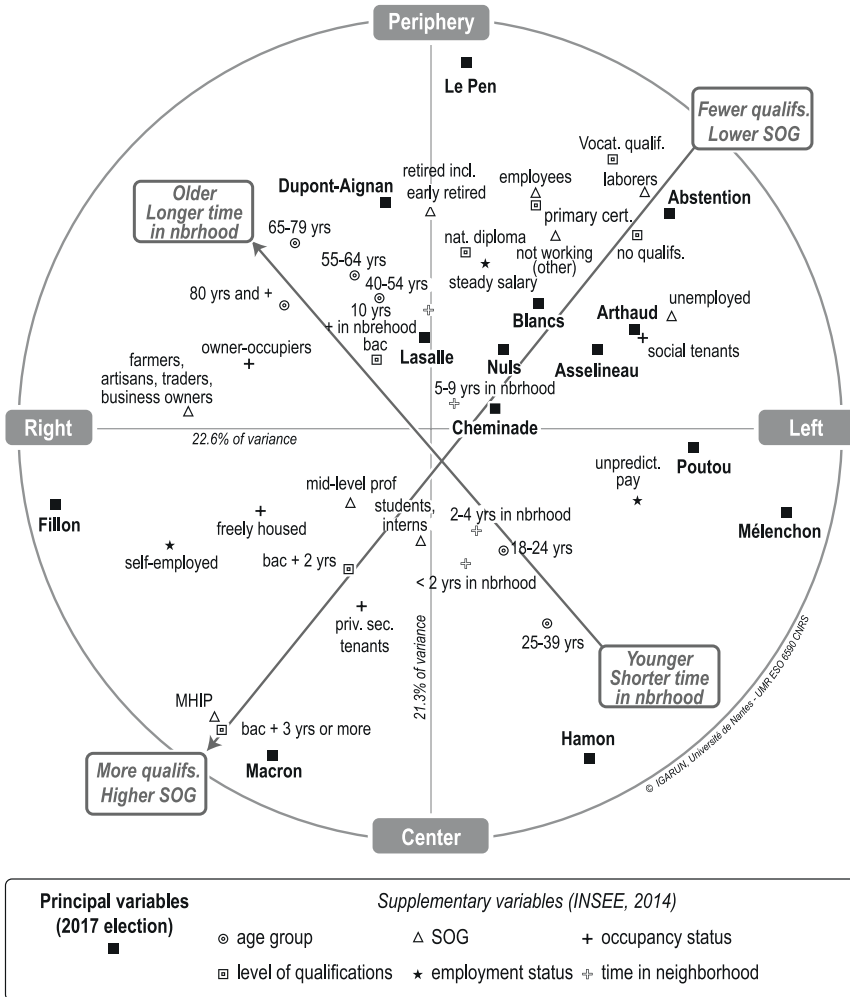 Periphery
Le Pen
Fewer qualifs.
Lower SOG
Vocat. qualif.
retired incl.
early retired
employees
laborers
Dupont-Aignan
Abstention
Older
Longer time
in nbrhood
primary cert.
65-79 yrs
nat. diploma
not working
(other)
no qualifs.
55-64 yrs
steady salary
40-54 yrs
80 yrs and +
10 yrs
+ in nbrehood
Blancs
Arthaud
unemployed
bac
Lasalle
owner-occupiers
social tenants
Nuls
Asselineau
farmers,
artisans, traders,
business owners
5-9 yrs in nbrhood
Right
22.6% of variance
Cheminade
Left
Poutou
unpredict.
pay
mid-level prof
students,
interns
Fillon
freely housed
2-4 yrs in nbrhood
Mélenchon
18-24 yrs
self-employed
bac + 2 yrs
< 2 yrs in nbrhood
priv. sec.
tenants
25-39 yrs
21.3% of variance
Younger
Shorter time
in nbrhood
MHIP
bac + 3 yrs or more
Hamon
Macron
More qualifs.
Higher SOG
© IGARUN, Université de Nantes - UMR ESO 6590 CNRS
Center
Principal variables
(2017 election)
Supplementary variables (INSEE, 2014)
age group
SOG
occupancy status
level of qualifications
employment status
time in neighborhood